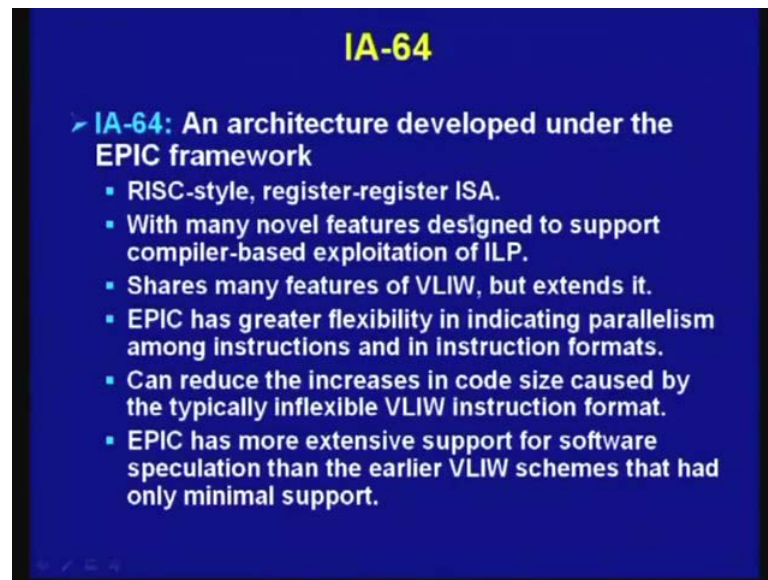 IA-64
➢ IA-64: An architecture developed under the
EPIC framework
▪ RISC-style, register-register ISA.
▪ With many novel features designed to support
compiler-based exploitation of ILP.
▪ Shares many features of VLIW, but extends it.
▪ EPIC has greater flexibility in indicating parallelism
among instructions and in instruction formats.
▪ Can reduce the increases in code size caused by
the typically inflexible VLIW instruction format.
▪ EPIC has more extensive support for software
speculation than the earlier VLIW schemes that had
only minimal support.